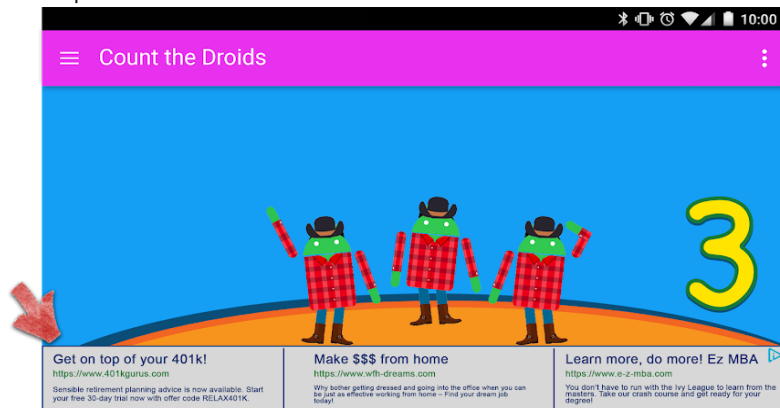 10:00
Count the Droids
3
Get on top of your 401k!
https://www.401kgurus.com
Sensible retirement planning advice is now available. Start
your free 30-day trial now with offer code RELAX401K.
Make $$$ from home
https://www.wfh-dreams.com
Why bother getting dressed and going into the office when you can
be just as effective working from home – Find your dream job
today!
Learn more, do more! Ez MBA
https://www.e-z-mba.com
You don't have to run with the Ivy League to learn from the
masters. Take our crash course and get ready for your
degree!